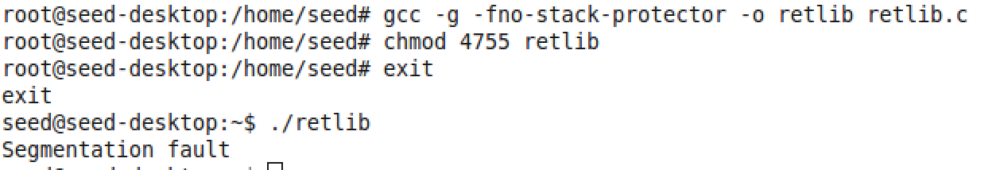 root@seed-desktop:/home/seed# gcc -g -fno-stack-protector -o retlib retlib.c
root@seed-desktop:/home/seed# chmod 4755 retlib
root@seed-desktop:/home/seed# exit
exit
seed@seed-desktop:~$ ./retlib
Segmentation fault